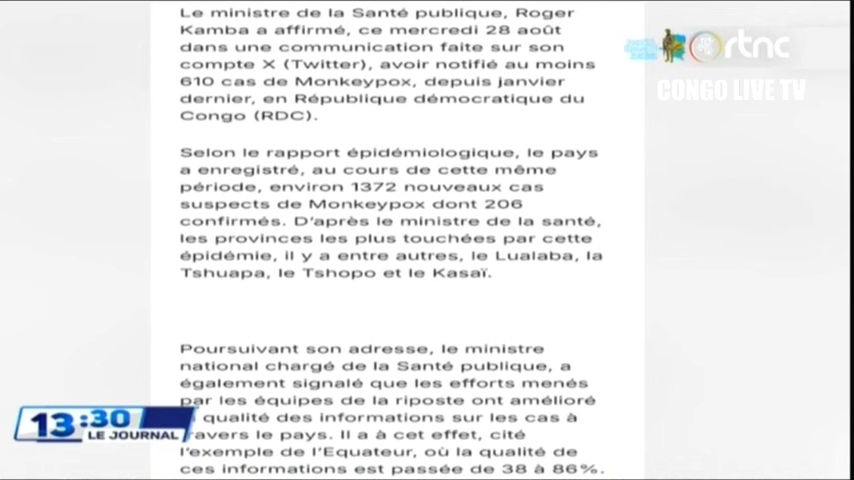 Le ministre de la Santé publique, Roger
Kamba a affirmé, ce mercredi 28 août
dans une communication faite sur son
compte X (Twitter), avoir notifié au moins
610 cas de Monkeypox, depuis janvier
dernier, en République démocratique du
Congo (RDC).
Selon le rapport épidémiologique, le pays
a enregistré, au cours de cette même
période, environ 1372 nouveaux cas
suspects de Monkeypox dont 206
confirmés. D'après le ministre de la santé,
les provinces les plus touchées par cette
épidémie, il y a entre autres, le Lualaba, la
Tshuapa, le Tshopo et le Kasaï.
Poursuivant son adresse, le ministre
national chargé de la Santé publique, a
également signalé que les efforts menés
par les équipes de la riposte ont amélioré
qualité des informations sur les cas à
travers le pays. Il a à cet effet, cité
l'exemple de l'Equateur, où la qualité de
ces informations est passée de 38 à 86%.
rtnc
CONGO LIVE TV
13:30
LE JOURNAL